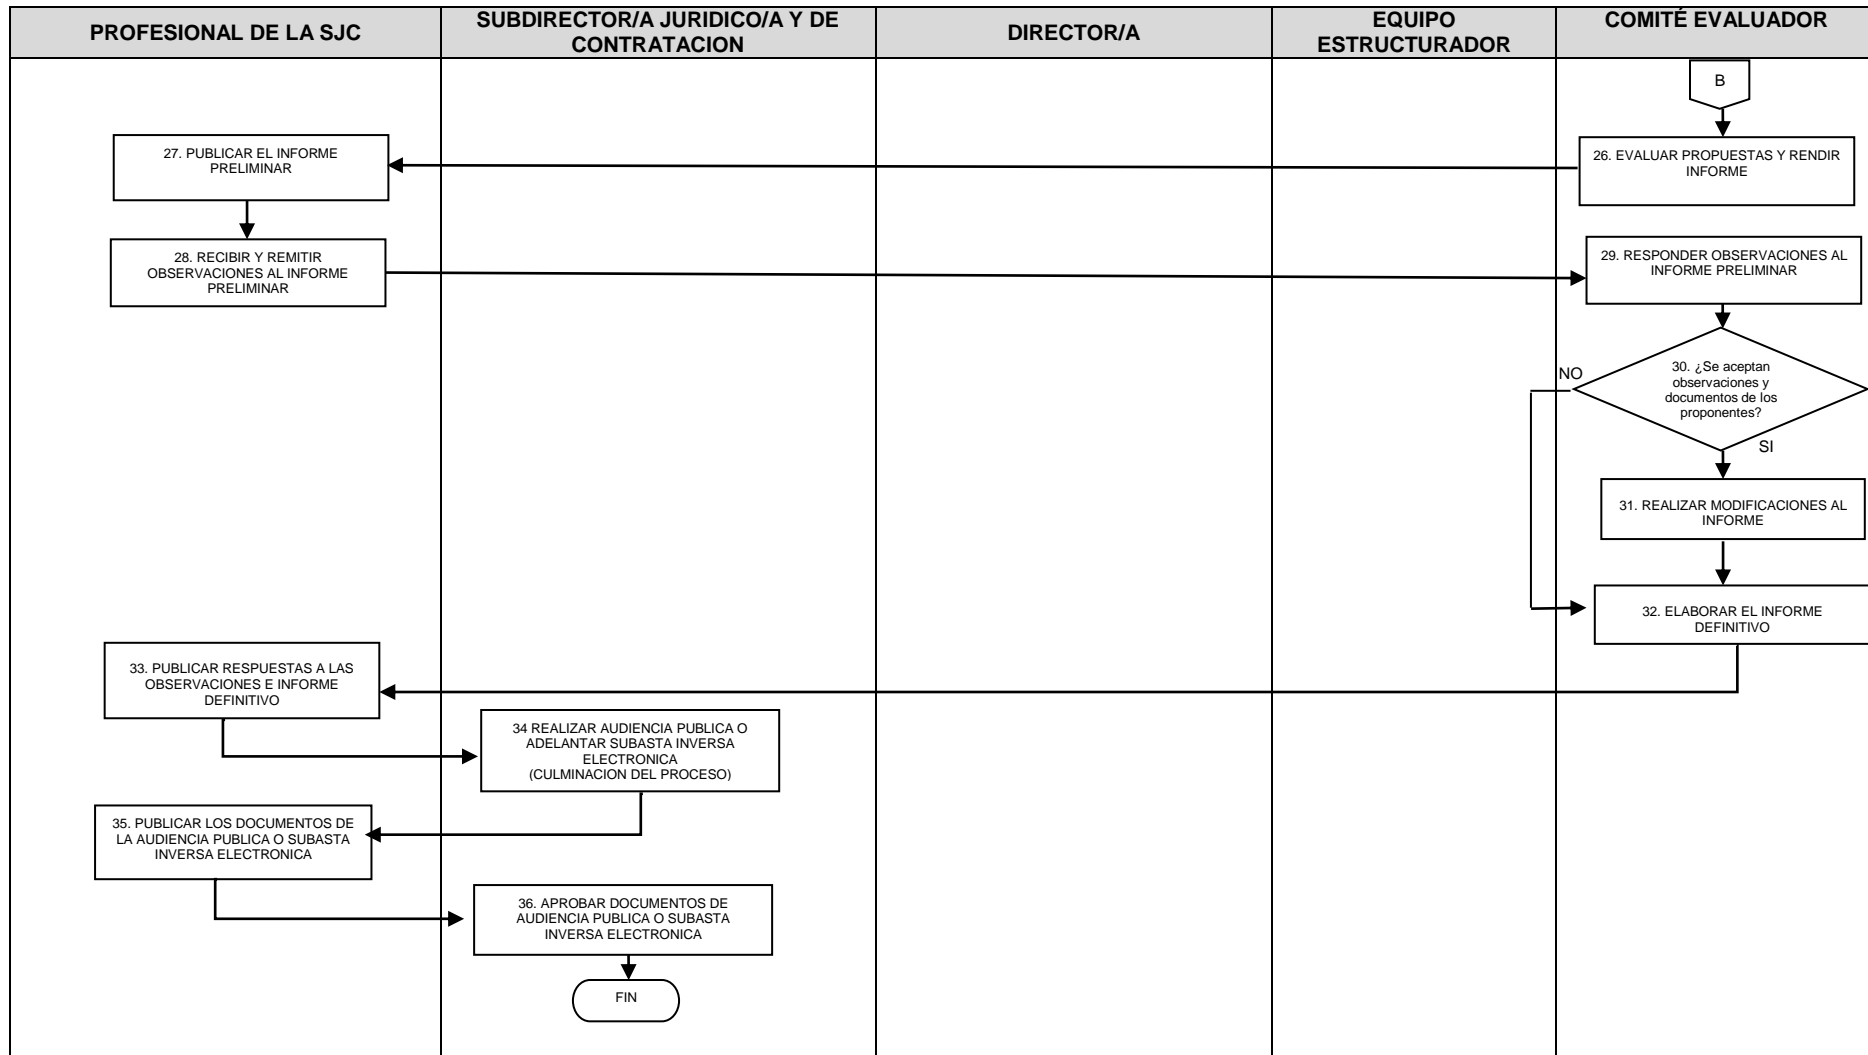 PROFESIONAL DE LA SJC
SUBDIRECTOR/A JURIDICO/A Y DE
CONTRATACION
DIRECTOR/A
EQUIPO
ESTRUCTURADOR
COMITÉ EVALUADOR
B
27. PUBLICAR EL INFORME
PRELIMINAR
26. EVALUAR PROPUESTAS Y RENDIR
INFORME
28. RECIBIR Y REMITIR
OBSERVACIONES AL INFORME
PRELIMINAR
29. RESPONDER OBSERVACIONES AL
INFORME PRELIMINAR
NO
30. ¿Se aceptan
observaciones y
documentos de los
proponentes?
SI
31. REALIZAR MODIFICACIONES AL
INFORME
32. ELABORAR EL INFORME
DEFINITIVO
33. PUBLICAR RESPUESTAS A LAS
OBSERVACIONES E INFORME
DEFINITIVO
34 REALIZAR AUDIENCIA PUBLICA O
ADELANTAR SUBASTA INVERSA
ELECTRONICA
(CULMINACION DEL PROCESO)
35. PUBLICAR LOS DOCUMENTOS DE
LA AUDIENCIA PUBLICA O SUBASTA
INVERSA ELECTRONICA
36. APROBAR DOCUMENTOS DE
AUDIENCIA PUBLICA O SUBASTA
INVERSA ELECTRONICA
FIN